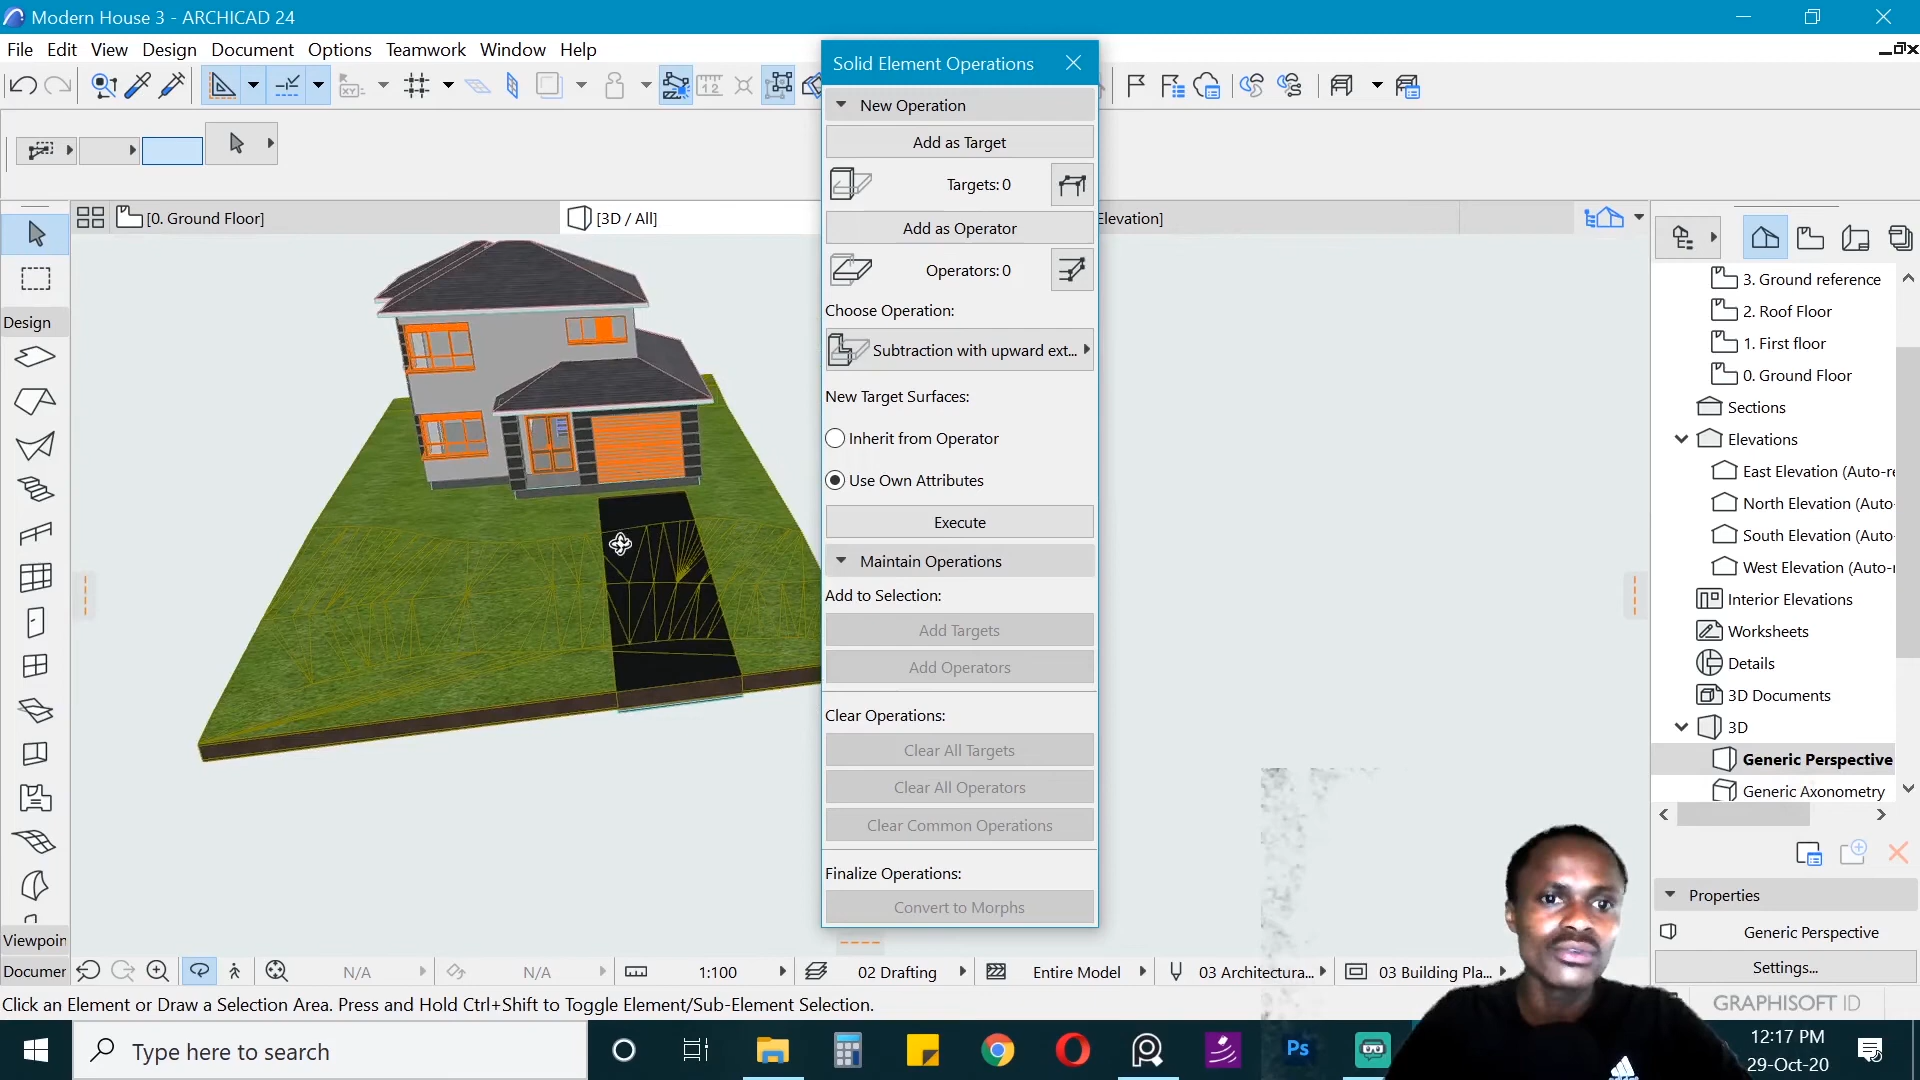 Modern House 3 - ARCHICAD 24
File Edit View Design Document Options Teamwork Window Help
Solid Element Operations
New Operation
Add as Target
Targets: 0
Add as Operator
Operators: 0
Choose Operation:
Subtraction with upward ext...
New Target Surfaces:
Inherit from Operator
Use Own Attributes
Execute
Maintain Operations
Add to Selection:
Add Targets
Add Operators
Clear Operations:
Clear All Targets
Clear All Operators
Clear Common Operations
Finalize Operations:
Convert to Morphs
[0. Ground Floor]
[3D / All]
Elevation]
Design
Viewpoin
Documer
3. Ground reference
2. Roof Floor
1. First floor
0. Ground Floor
Sections
Elevations
East Elevation (Auto-re
North Elevation (Auto-
South Elevation (Auto-
West Elevation (Auto-r
Interior Elevations
Worksheets
Details
3D Documents
3D
Generic Perspective
Generic Axonometry
Properties
Generic Perspective
Settings...
N/A
N/A
1:100
02 Drafting
Entire Model
03 Architectura...
03 Building Pla...
Click an Element or Draw a Selection Area. Press and Hold Ctrl+Shift to Toggle Element/Sub-Element Selection.
GRAPHISOFT ID
Type here to search
Ps
12:17 PM
29-Oct-20